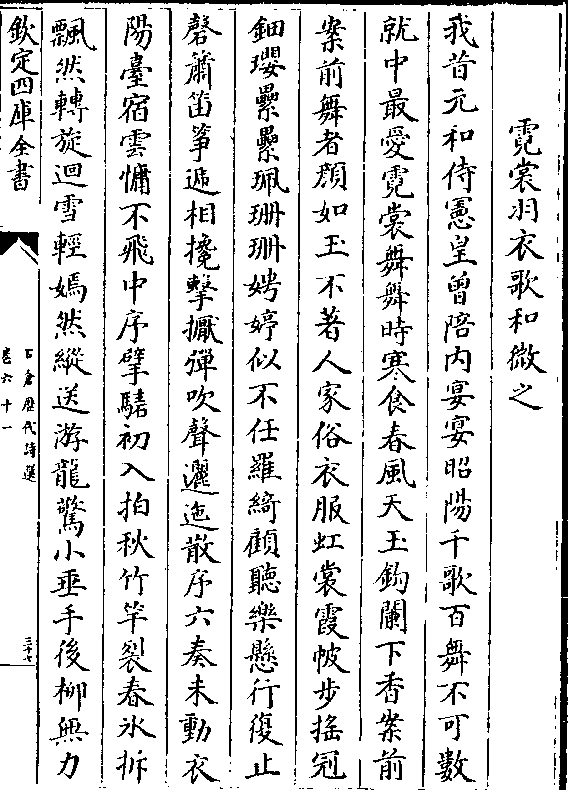 霓裳羽衣歌和微之
我昔元和侍憲皇曾陪内宴宴昭陽千歌百舞不可數
就中最愛霓裳舞舞時寒食春風天玉鈎闌下香案前
案前舞者顔如玉不著人家俗衣服虹裳霞帔步摇冠
鈿瓔纍纍珮珊珊娉婷似不任羅綺顧聽樂懸行復止
磬簫笛筝遞相攙擊擫彈吹聲邐迤散序六奏未動衣
陽臺宿雲慵不飛中序擘騞初入拍秋竹竿裂春氷拆
飄然轉旋迴雪輕嫣然縱送游龍驚小垂手後柳無力
欽定四庫全書
石倉歷代詩選
卷六十一
三十七